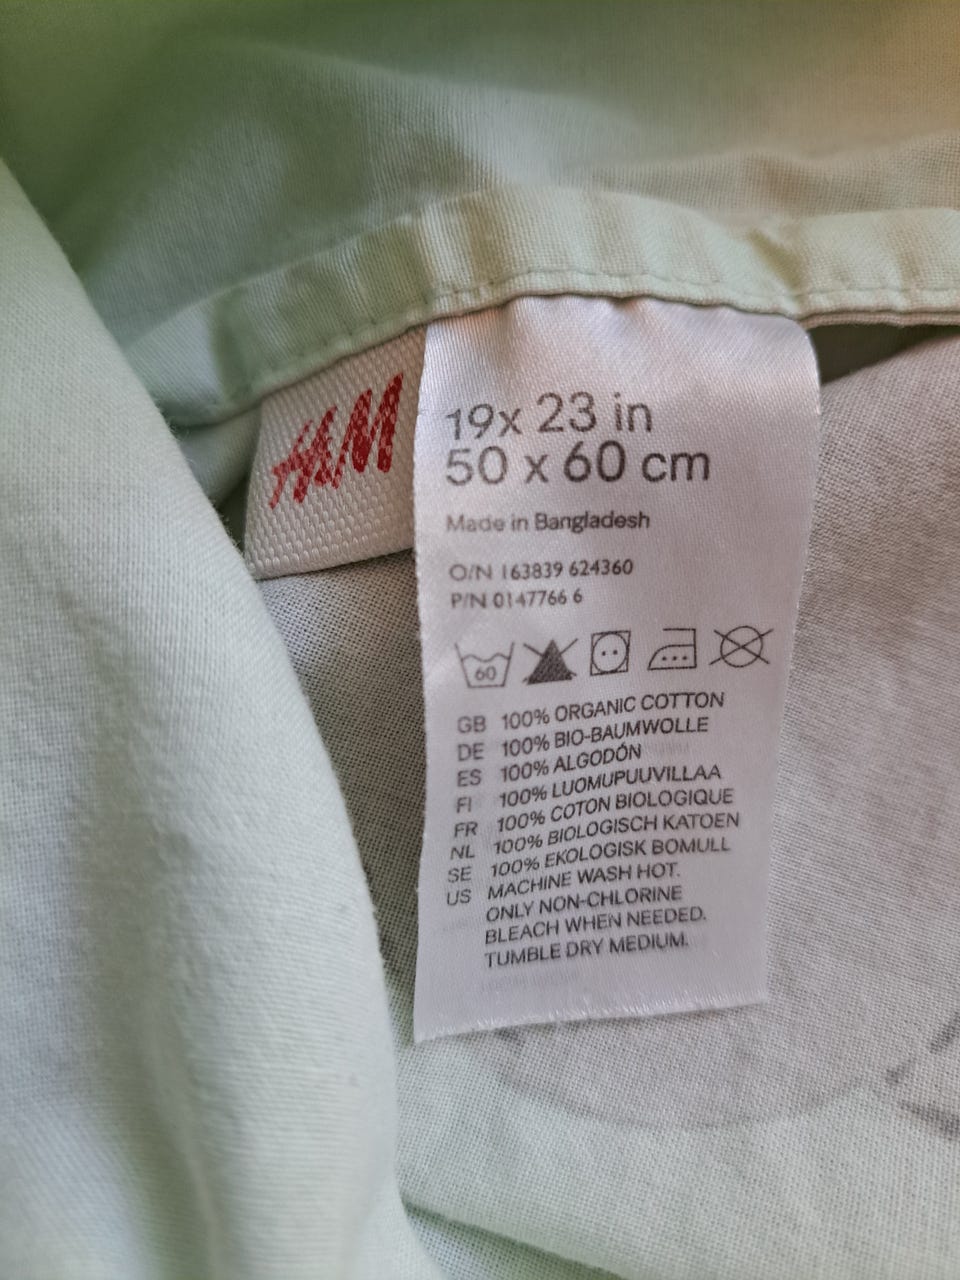 H&M
19x 23 in
50 x 60 cm
Made in Bangladesh
O/N 163839 624360
P/N 0147766 6
60
GB 100% ORGANIC COTTON
DE 100% BIO-BAUMWOLLE
ES 100% ALGODÓN
FI 100% LUOMUPUUVILLAA
FR 100% COTON BIOLOGIQUE
NL 100% BIOLOGISCH KATOEN
SE 100% EKOLOGISK BOMULL
US MACHINE WASH HOT.
ONLY NON-CHLORINE
BLEACH WHEN NEEDED.
TUMBLE DRY MEDIUM.